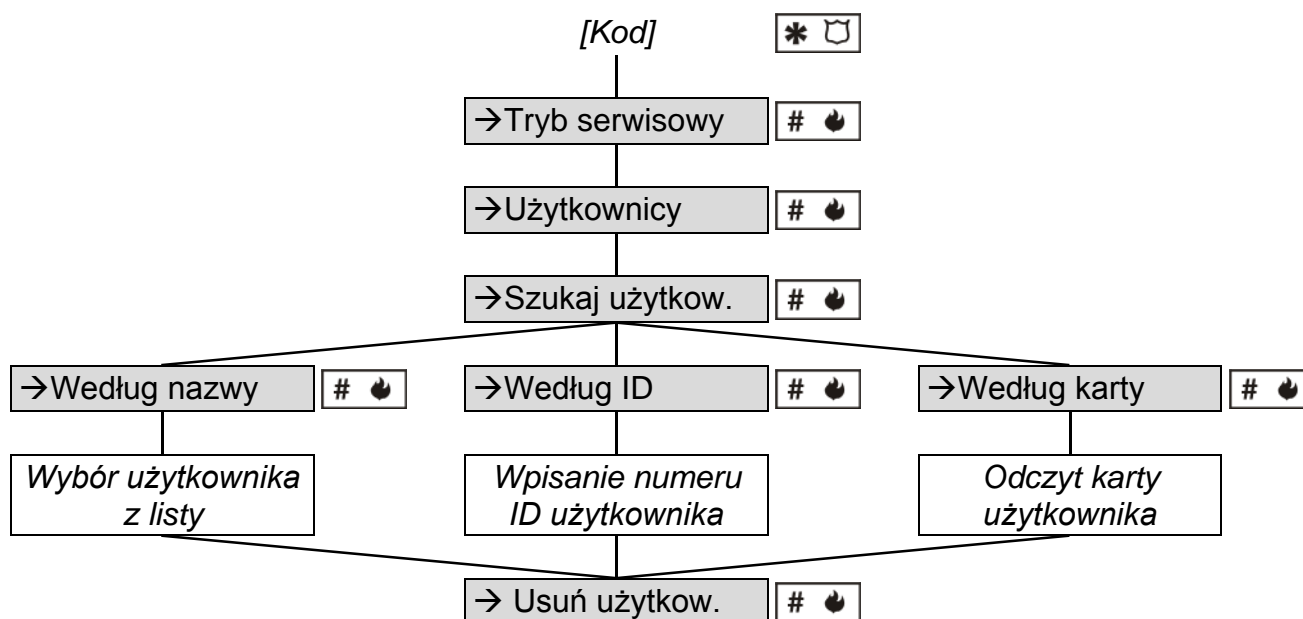 [Kod] *
→Tryb serwisowy #
→Użytkownicy #
→Szukaj użytkow. #
→Według nazwy # →Według ID # →Według karty #
Wybór użytkownika
z listy
Wpisanie numeru
ID użytkownika
Odczyt karty
użytkownika
→ Usuń użytkow. #